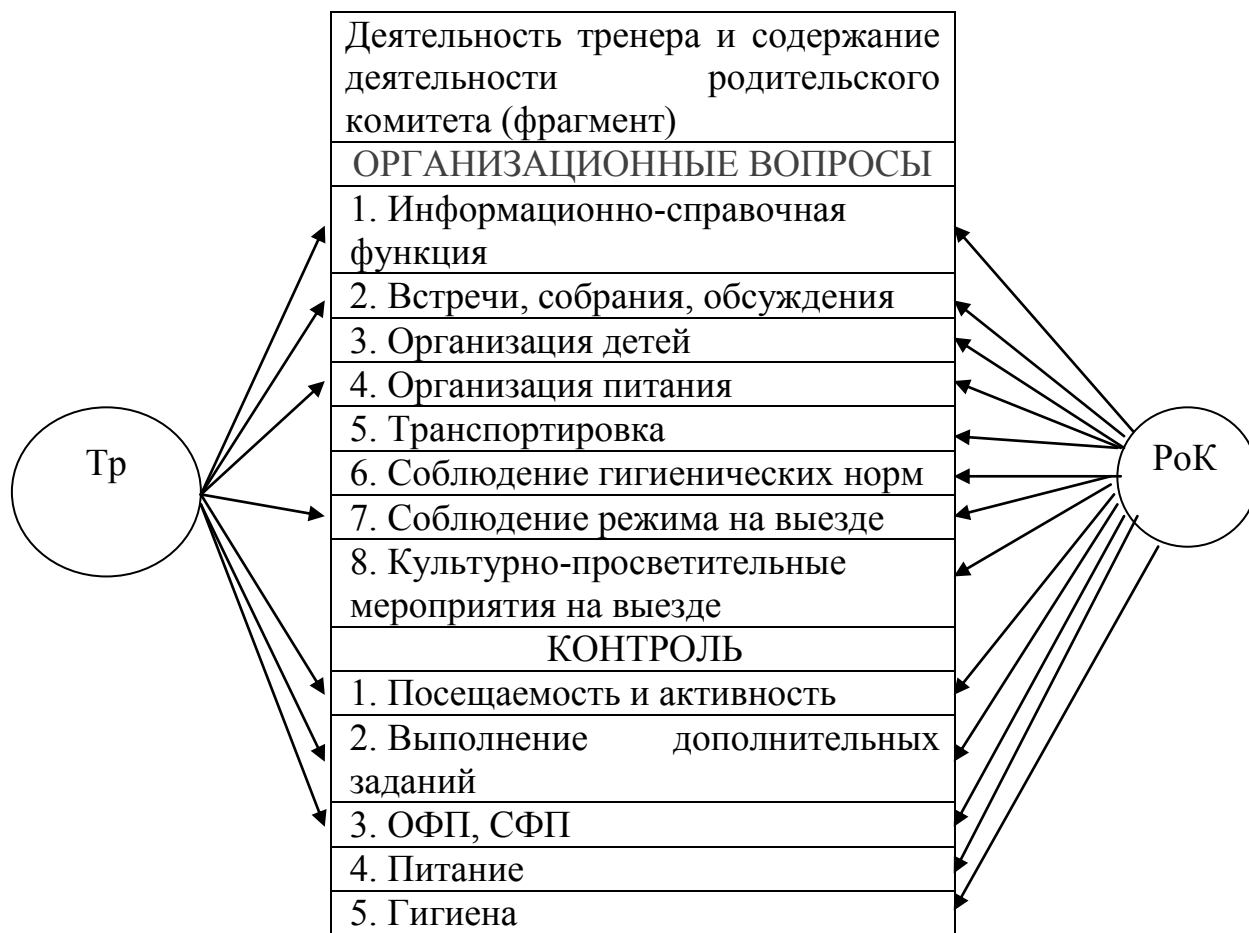 Деятельность тренера и содержание
деятельности родительского
комитета (фрагмент)
ОРГАНИЗАЦИОННЫЕ ВОПРОСЫ
1. Информационно-справочная
функция
2. Встречи, собрания, обсуждения
3. Организация детей
4. Организация питания
5. Транспортировка
6. Соблюдение гигиенических норм
7. Соблюдение режима на выезде
8. Культурно-просветительные
мероприятия на выезде
КОНТРОЛЬ
1. Посещаемость и активность
2. Выполнение дополнительных
заданий
3. ОФП, СФП
4. Питание
5. Гигиена
Тр
РоК